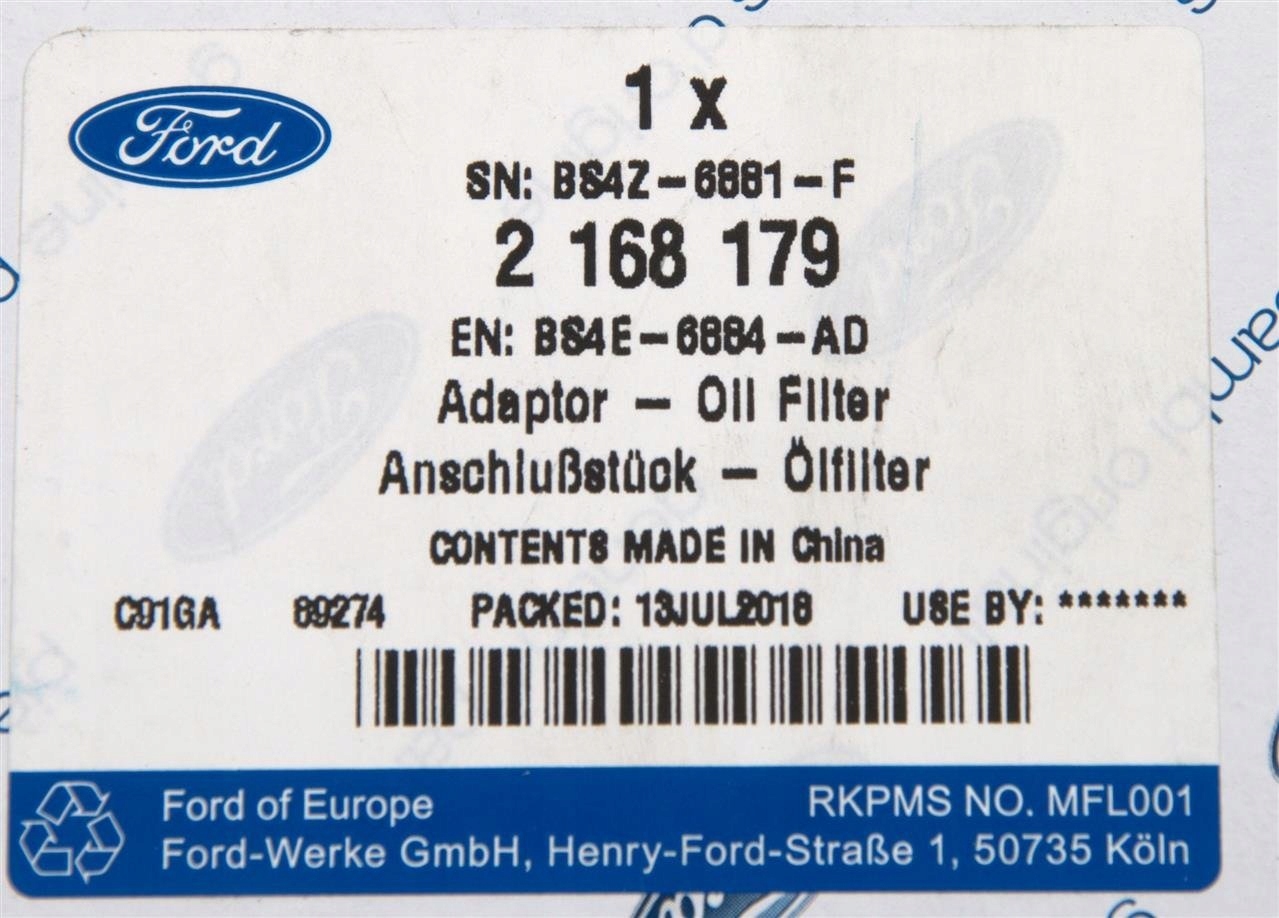 Ford
1 x
SN: BS4Z-6881-F
2 168 179
EN: BS4E-6884-AD
Adaptor - Oil Filter
Anschlußstück - Ölfilter
CONTENTS MADE IN China
C91GA 89274 PACKED: 13JUL2018 USE BY: *******
Ford of Europe RKPMS NO. MFL001
Ford-Werke GmbH, Henry-Ford-Straße 1, 50735 Köln